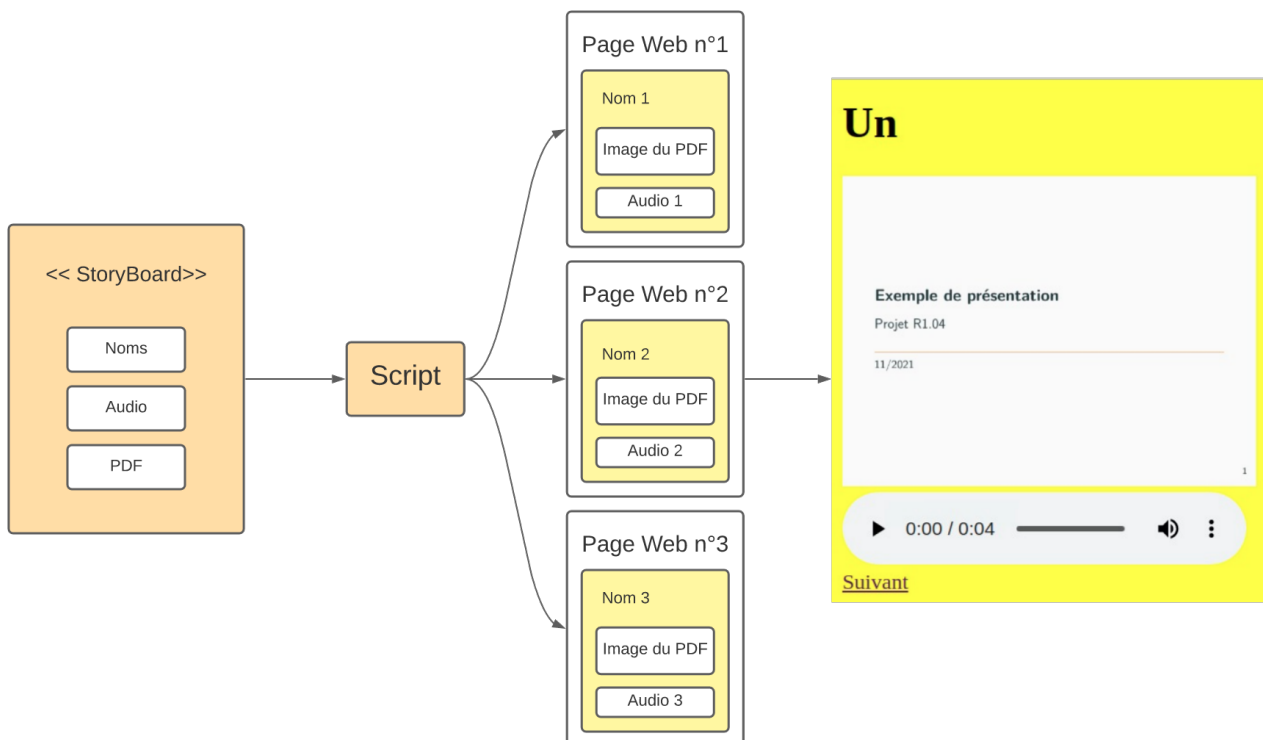 << StoryBoard>>
Noms
Audio
PDF
Script
Page Web n°1
Nom 1
Image du PDF
Audio 1
Page Web n°2
Nom 2
Image du PDF
Audio 2
Page Web n°3
Nom 3
Image du PDF
Audio 3
Un
Exemple de présentation
Projet R1.04
11/2021
1
0:00 / 0:04
Suivant